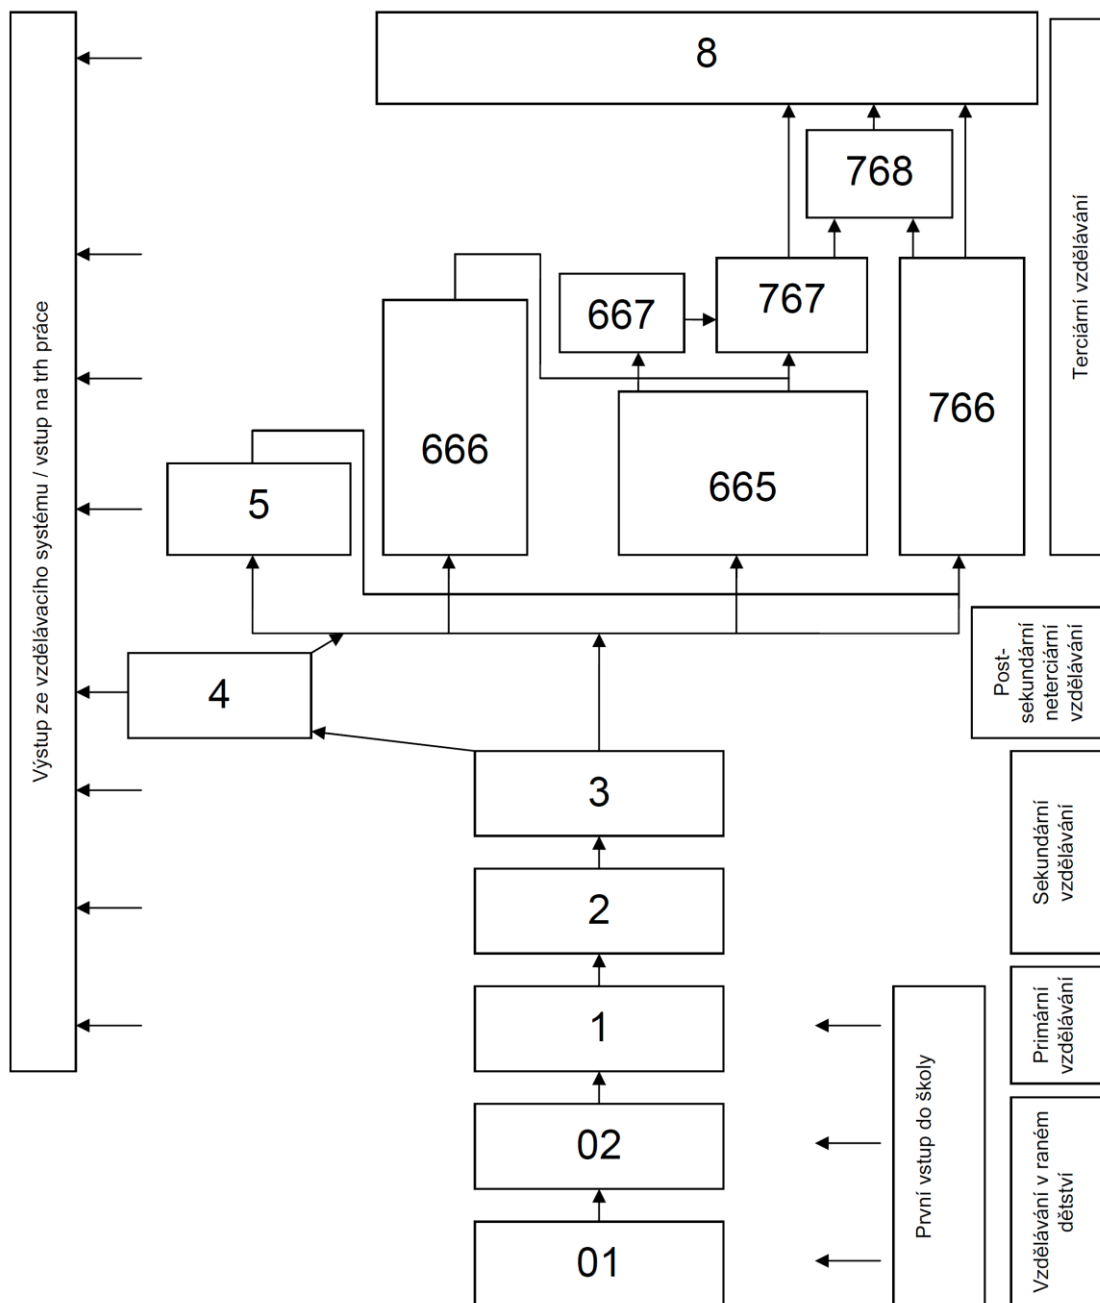 8
768
767
667
766
666
665
5
4
3
2
1
02
01
Výstup ze vzdělávacího systému / vstup na trh práce
První vstup do školy
Terciární vzdělávání
Post-
sekundární
neterciární
vzdělávání
Sekundární
vzdělávání
Primární
vzdělávání
Vzdělávání v raném
dětství